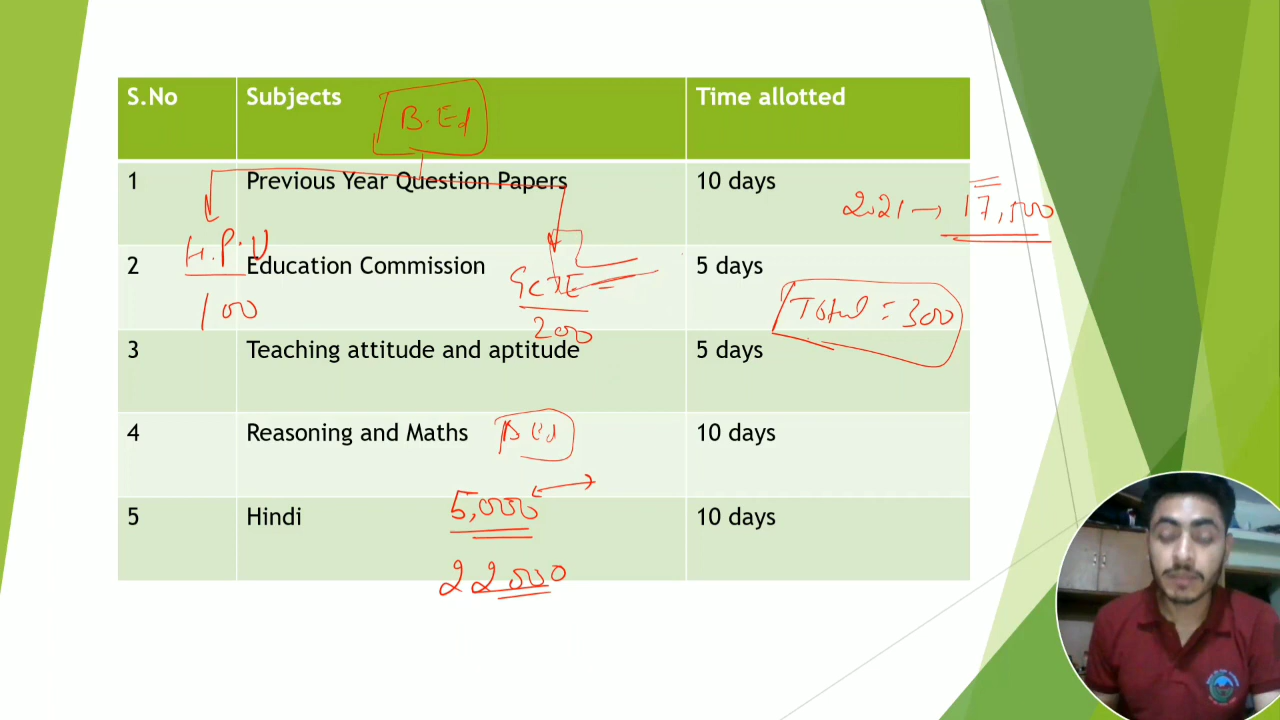 S.No Subjects Time allotted
B.Ed
1 Previous Year Question Papers 10 days
2021 → 17,100
H.P.U
100
2 Education Commission 5 days
200
Total = 300
3 Teaching attitude and aptitude 5 days
4 Reasoning and Maths 10 days
B Ed
5 Hindi 10 days
5,000
22000